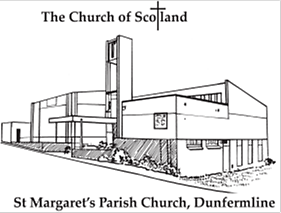 The Church of Scotland
St Margaret's Parish Church, Dunfermline